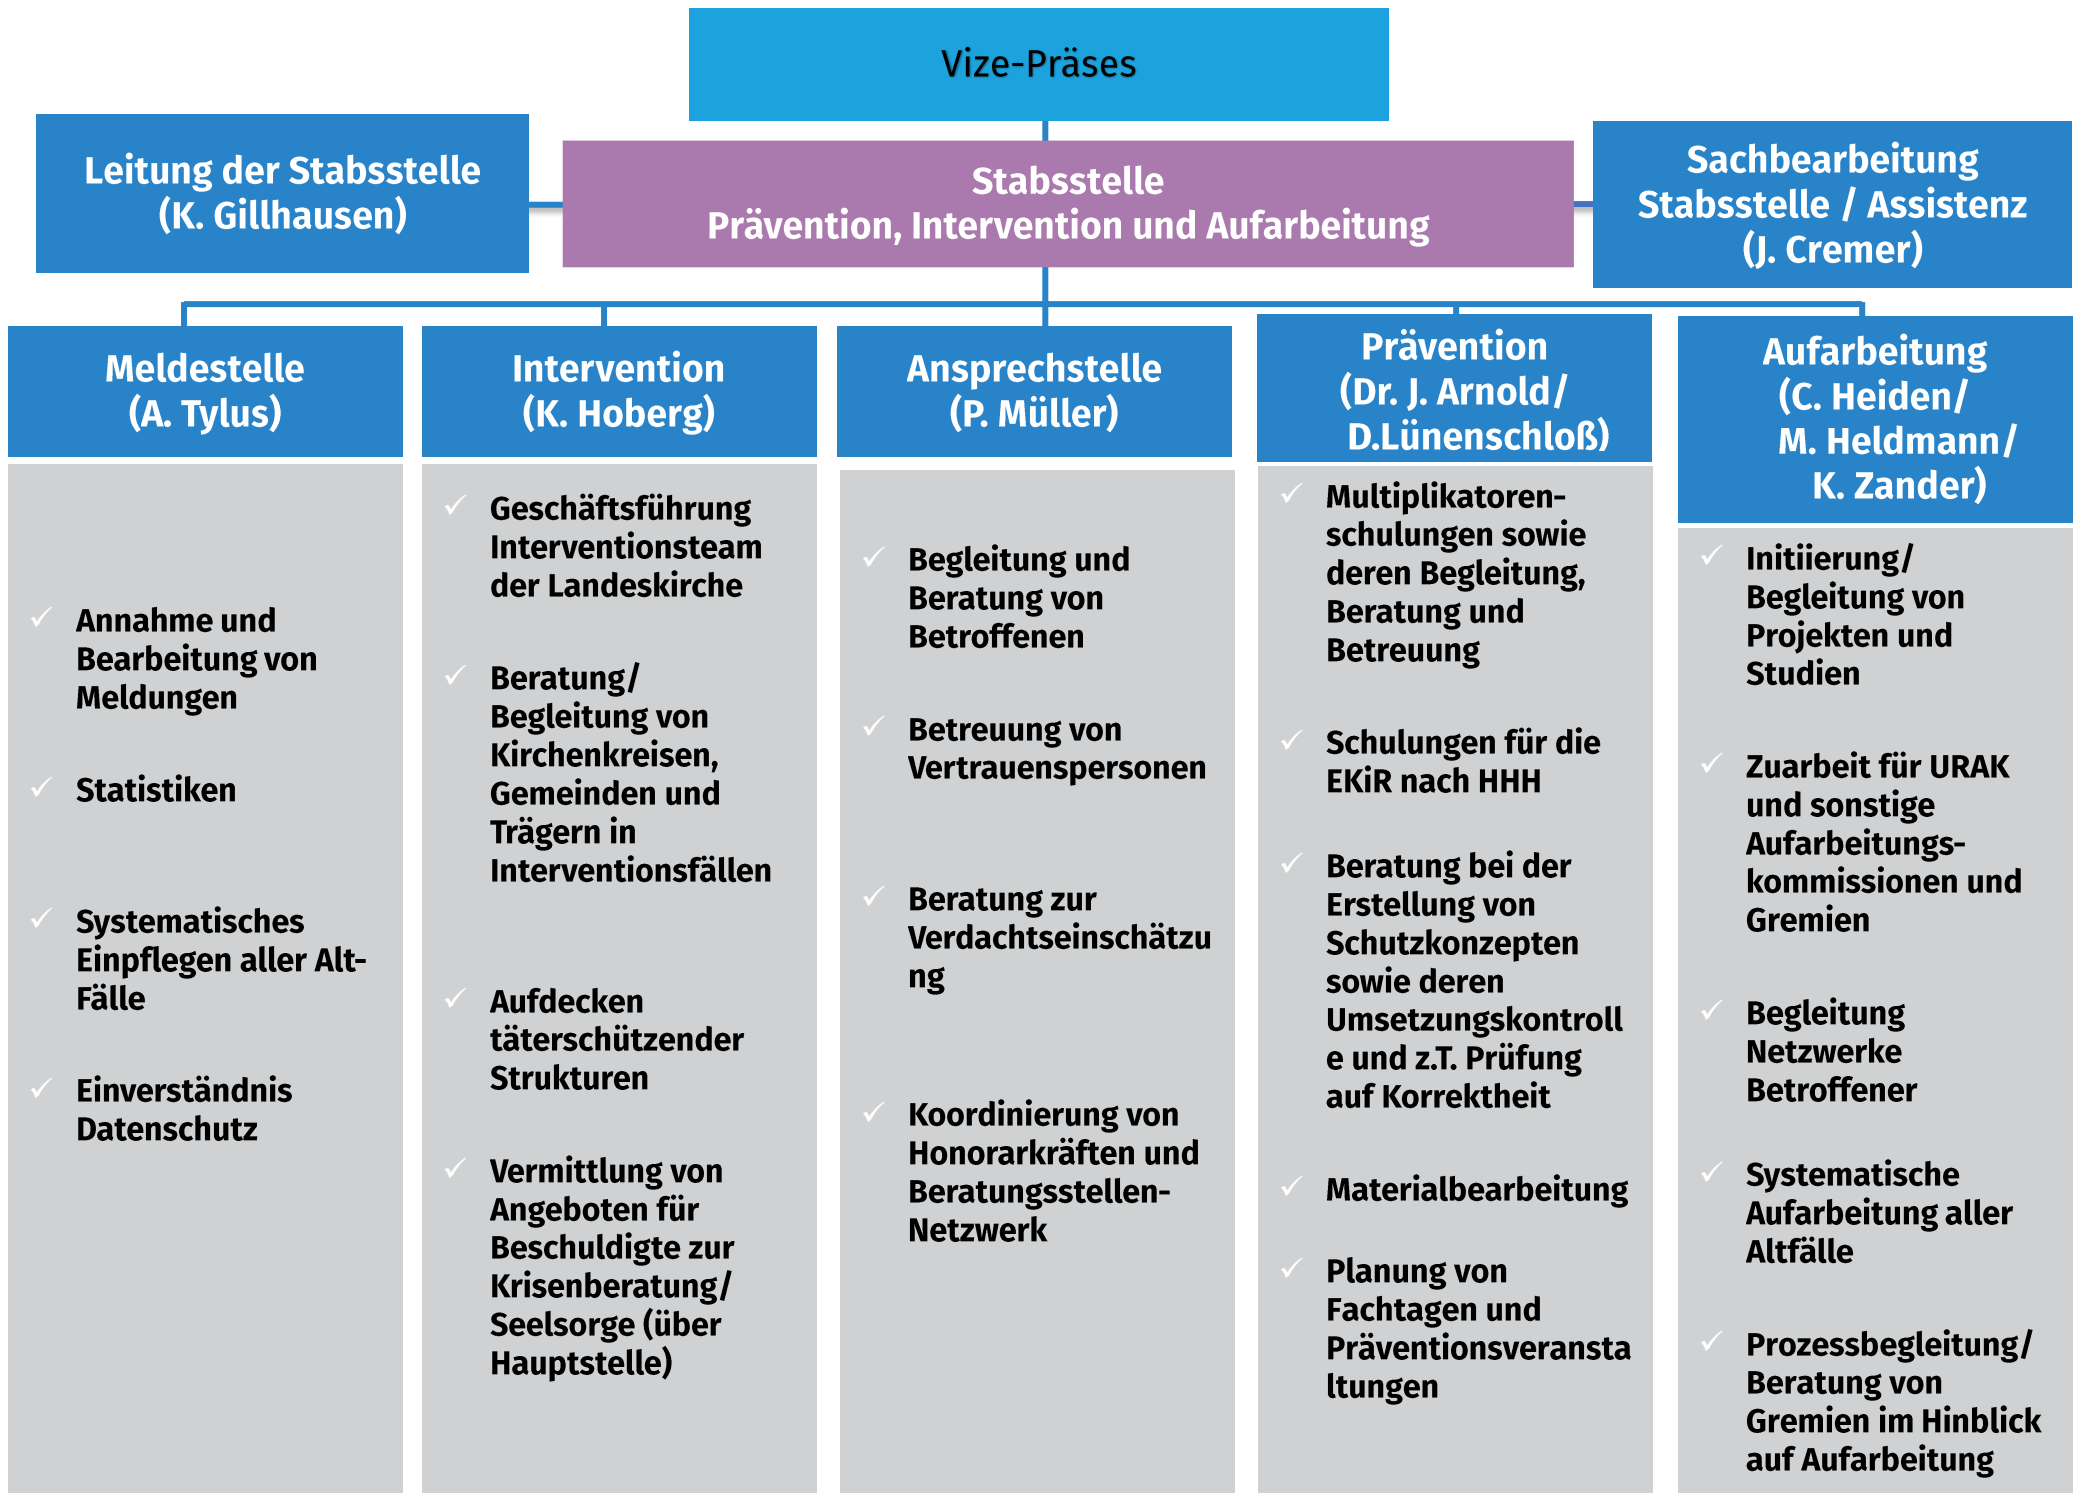 Vize-Präses
Leitung der Stabsstelle
(K. Gillhausen)
Stabsstelle
Prävention, Intervention und Aufarbeitung
Sachbearbeitung
Stabsstelle / Assistenz
(J. Cremer)
Meldestelle
(A. Tylus)
Annahme und
Bearbeitung von
Meldungen
Statistiken
Systematisches
Einpflegen aller Alt-
Fälle
Einverständnis
Datenschutz
Intervention
(K. Hoberg)
Geschäftsführung
Interventionsteam
der Landeskirche
Beratung/
Begleitung von
Kirchenkreisen,
Gemeinden und
Trägern in
Interventionsfällen
Aufdecken
täterschützender
Strukturen
Vermittlung von
Angeboten für
Beschuldigte zur
Krisenberatung/
Seelsorge (über
Hauptstelle)
Ansprechstelle
(P. Müller)
Begleitung und
Beratung von
Betroffenen
Betreuung von
Vertrauenspersonen
Beratung zur
Verdachtseinschätzu
ng
Koordinierung von
Honorarkräften und
Beratungsstellen-
Netzwerk
Prävention
(Dr. J. Arnold/
D.Lünenschloß)
Multiplikatoren-
schulungen sowie
deren Begleitung,
Beratung und
Betreuung
Schulungen für die
EKiR nach HHH
Beratung bei der
Erstellung von
Schutzkonzepten
sowie deren
Umsetzungskontroll
e und z.T. Prüfung
auf Korrektheit
Materialbearbeitung
Planung von
Fachtagen und
Präventionsveransta
ltungen
Aufarbeitung
(C. Heiden/
M. Heldmann/
K. Zander)
Initiierung/
Begleitung von
Projekten und
Studien
Zuarbeit für URAK
und sonstige
Aufarbeitungs-
kommissionen und
Gremien
Begleitung
Netzwerke
Betroffener
Systematische
Aufarbeitung aller
Altfälle
Prozessbegleitung/
Beratung von
Gremien im Hinblick
auf Aufarbeitung